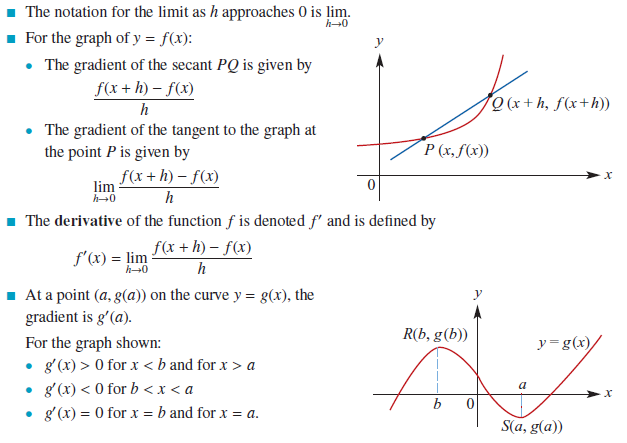 ■ The notation for the limit as h approaches 0 is lim.
h→0
■ For the graph of y = f(x):
• The gradient of the secant PQ is given by
f(x + h) − f(x)
h
• The gradient of the tangent to the graph at
the point P is given by
lim f(x + h) − f(x)
h→0 h
y
Q (x + h, f(x+h))
P (x, f(x))
0
x
■ The derivative of the function f is denoted f′ and is defined by
f′(x) = lim f(x + h) − f(x)
h→0 h
■ At a point (a, g(a)) on the curve y = g(x), the
gradient is g′(a).
For the graph shown:
• g′(x) > 0 for x < b and for x > a
• g′(x) < 0 for b < x < a
• g′(x) = 0 for x = b and for x = a.
y
R(b, g(b))
y = g(x)
a
x
b
0
S(a, g(a))